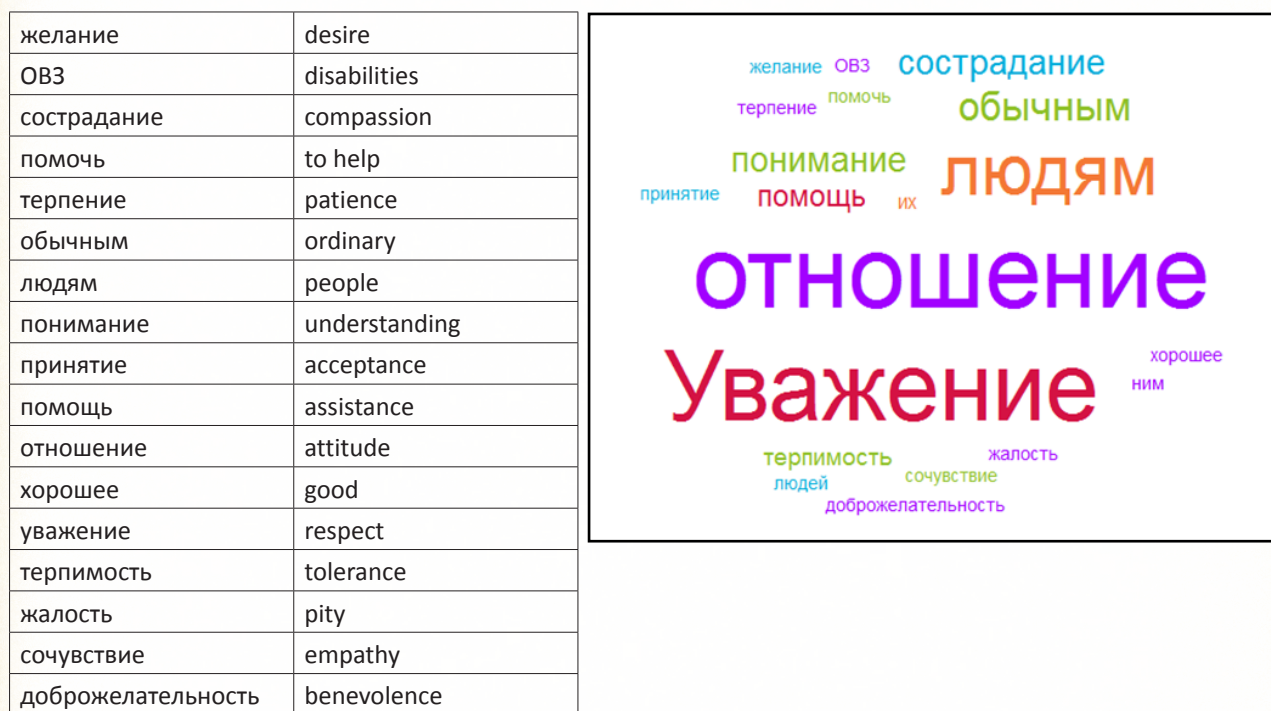 желание desire
ОВЗ disabilities
сострадание compassion
помочь to help
терпение patience
обычным ordinary
людям people
понимание understanding
принятие acceptance
помощь assistance
отношение attitude
хорошее good
уважение respect
терпимость tolerance
жалость pity
сочувствие empathy
доброжелательность benevolence
желание ОВЗ сострадание
терпение помочь обычным
понимание людям
принятие помощь их
отношение
хорошее
Уважение ним
терпимость жалость
людей сочувствие
доброжелательность